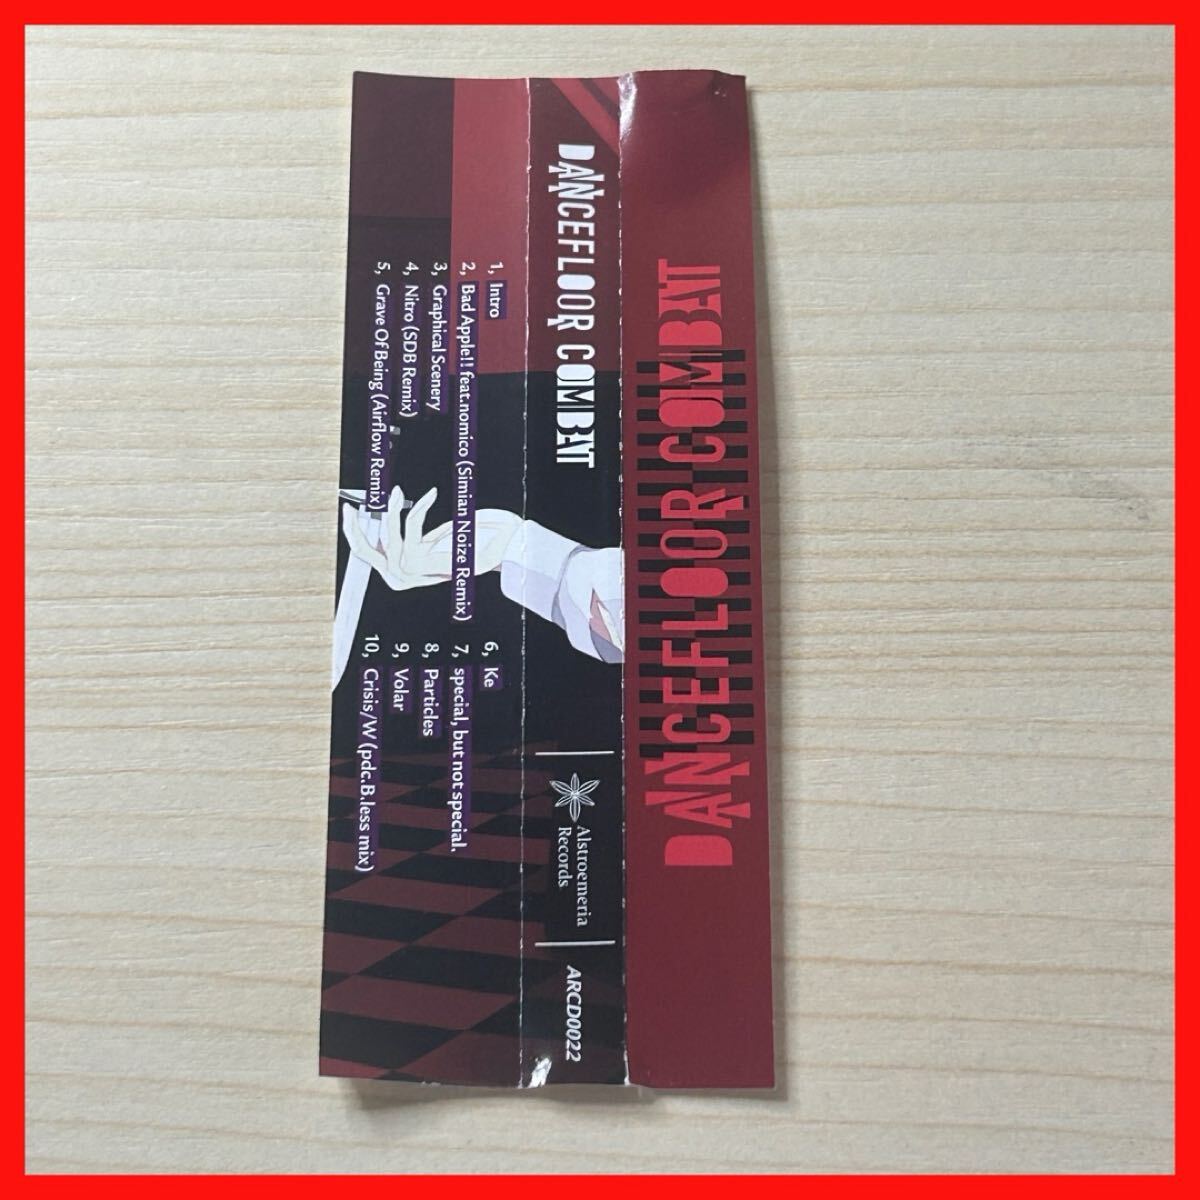 DANCEFLOOR COMBAT
DANCEFLOOR COMBAT
Alstroemeria
Records
ARCD0022
1, Intro
2, Bad Apple!! feat.nomico (Simian Noize Remix)
3, Graphical Scenery
4, Nitro (SDB Remix)
5, Grave Of Being (Airflow Remix)
6, Ke
7, special, but not special.
8, Particles
9, Volar
10, Crisis/W (pdc.B.less mix)